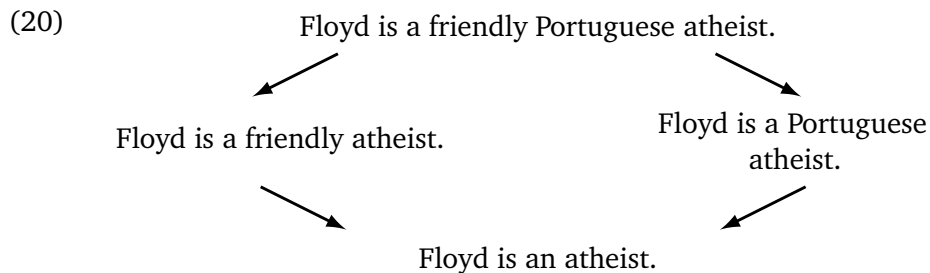 (20) Floyd is a friendly Portuguese atheist.
Floyd is a friendly atheist.
Floyd is a Portuguese
atheist.
Floyd is an atheist.